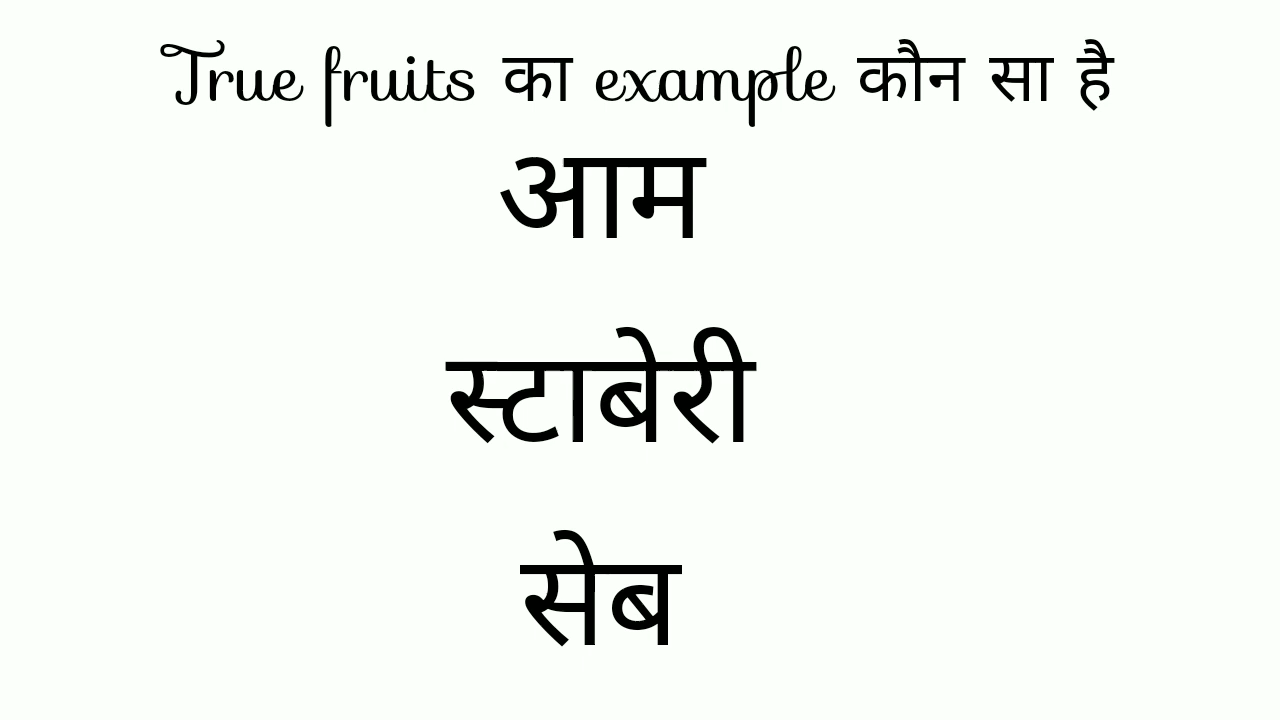 True fruits का example कौन सा है
आम
स्टाबेरी
सेब